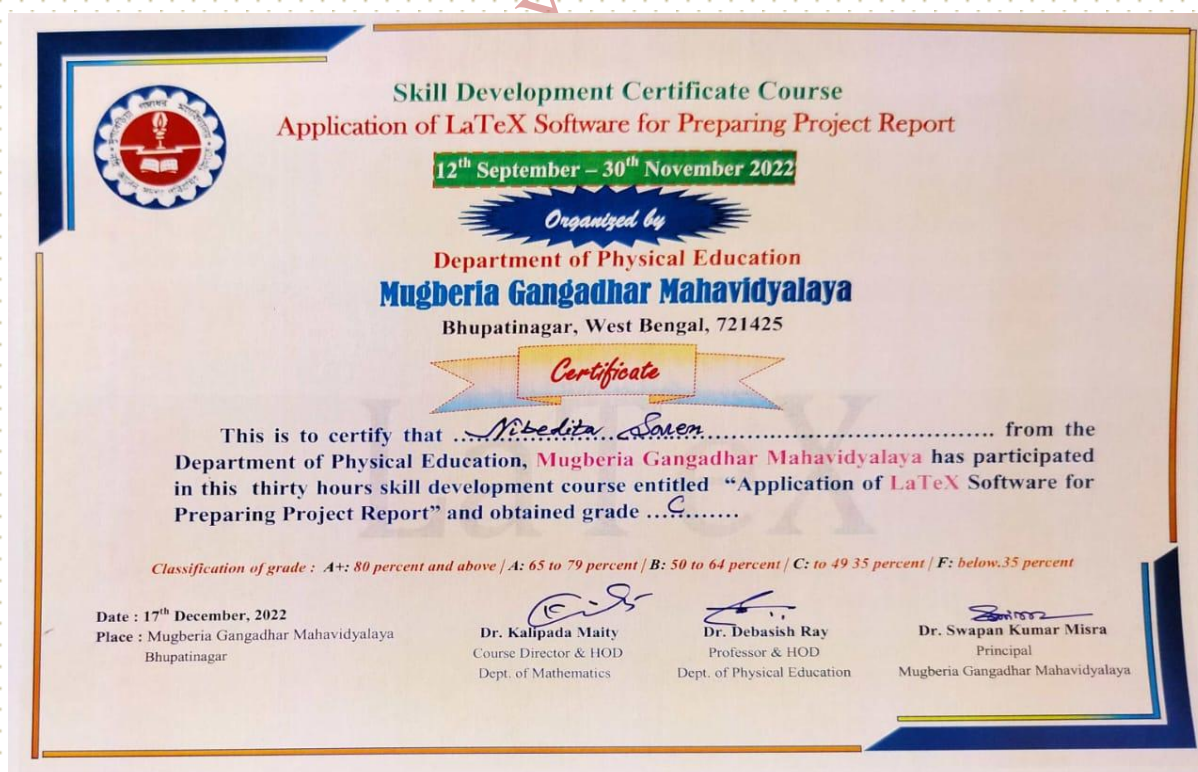 Skill Development Certificate Course
Application of LaTeX Software for Preparing Project Report
12th September – 30th November 2022
Organized by
Department of Physical Education
Mugberia Gangadhar Mahavidyalaya
Bhupatinagar, West Bengal, 721425
Certificate
This is to certify that ....Nibedita Soren.......................................... from the
Department of Physical Education, Mugberia Gangadhar Mahavidyalaya has participated
in this thirty hours skill development course entitled “Application of LaTeX Software for
Preparing Project Report” and obtained grade ....C.........
LaTeX
Classification of grade : A+: 80 percent and above / A: 65 to 79 percent / B: 50 to 64 percent / C: to 49 35 percent / F: below.35 percent
Date : 17th December, 2022
Place : Mugberia Gangadhar Mahavidyalaya
Bhupatinagar
Dr. Kalipada Maity
Course Director & HOD
Dept. of Mathematics
Dr. Debasish Ray
Professor & HOD
Dept. of Physical Education
Dr. Swapan Kumar Misra
Principal
Mugberia Gangadhar Mahavidyalaya